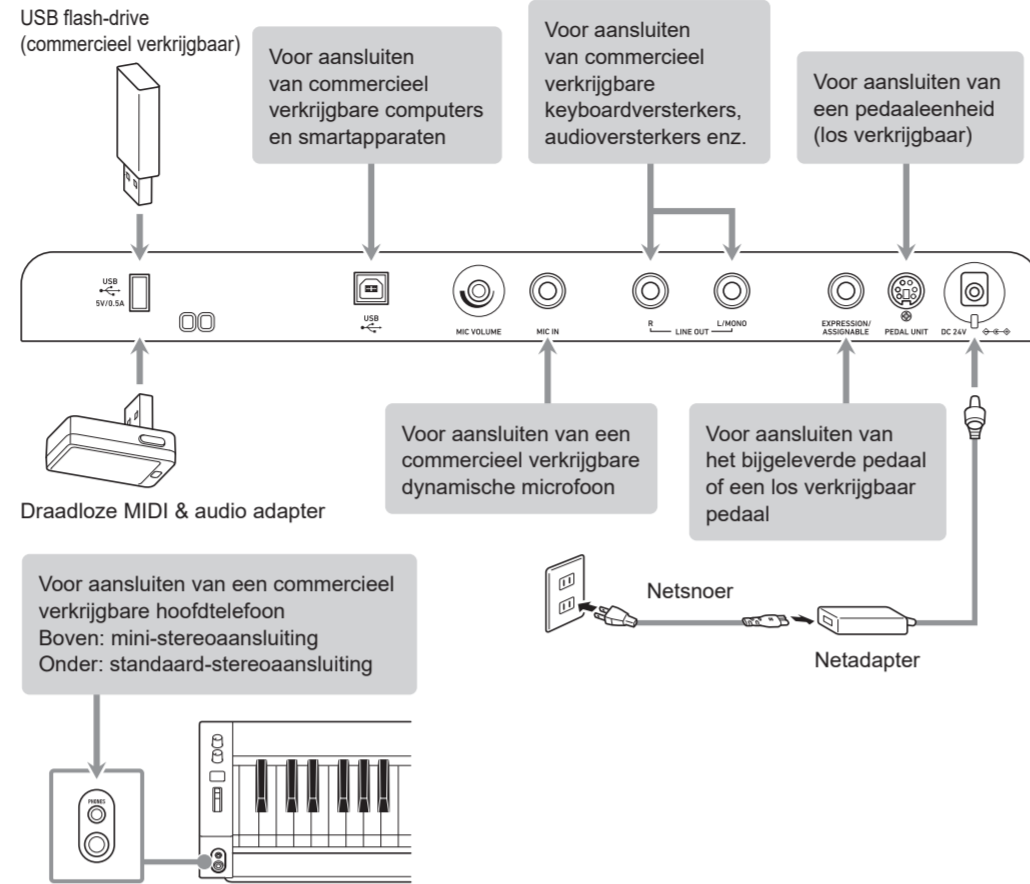 USB flash-drive
(commercieel verkrijgbaar)
Voor aansluiten
van commercieel
verkrijgbare computers
en smartapparaten
Voor aansluiten
van commercieel
verkrijgbare
keyboardversterkers,
audioversterkers enz.
Voor aansluiten van
een pedaaleenheid
(los verkrijgbaar)
USB
5V/0.5A
USB
MIC VOLUME
MIC IN
R
LINE OUT
L/MONO
EXPRESSION/
ASSIGNABLE
PEDAL UNIT
DC 24V
Voor aansluiten van een
commercieel verkrijgbare
dynamische microfoon
Voor aansluiten van
het bijgeleverde pedaal
of een los verkrijgbaar
pedaal
Draadloze MIDI & audio adapter
Voor aansluiten van een commercieel
verkrijgbare hoofdtelefoon
Boven: mini-stereoaansluiting
Onder: standaard-stereoaansluiting
Netsnoer
Netadapter
PHONES